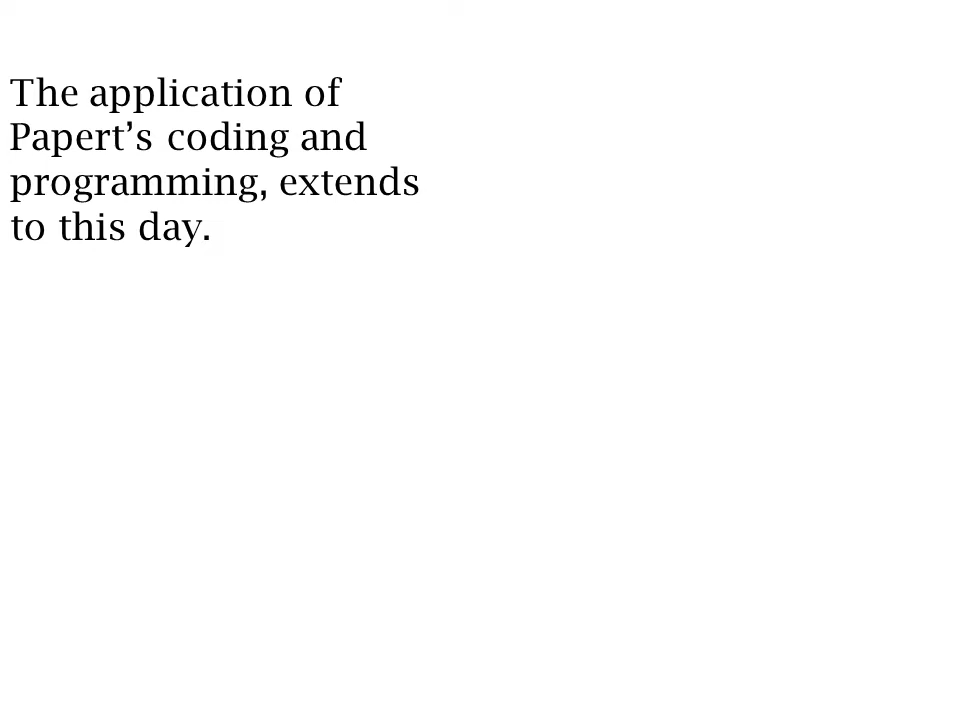 The application of
Papert’s coding and
programming, extends
to this day.